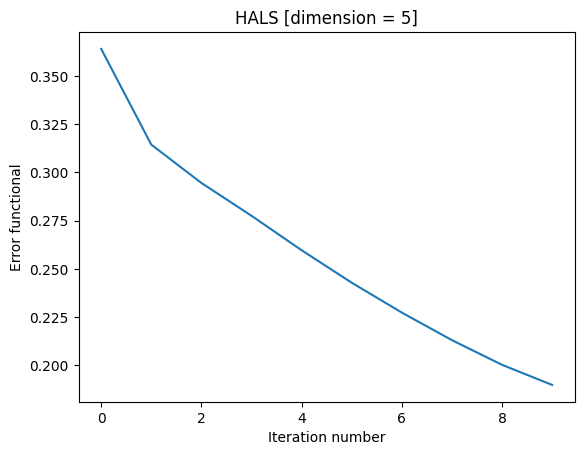 HALS [dimension = 5]
Error functional
0.350
0.325
0.300
0.275
0.250
0.225
0.200
0 2 4 6 8
Iteration number